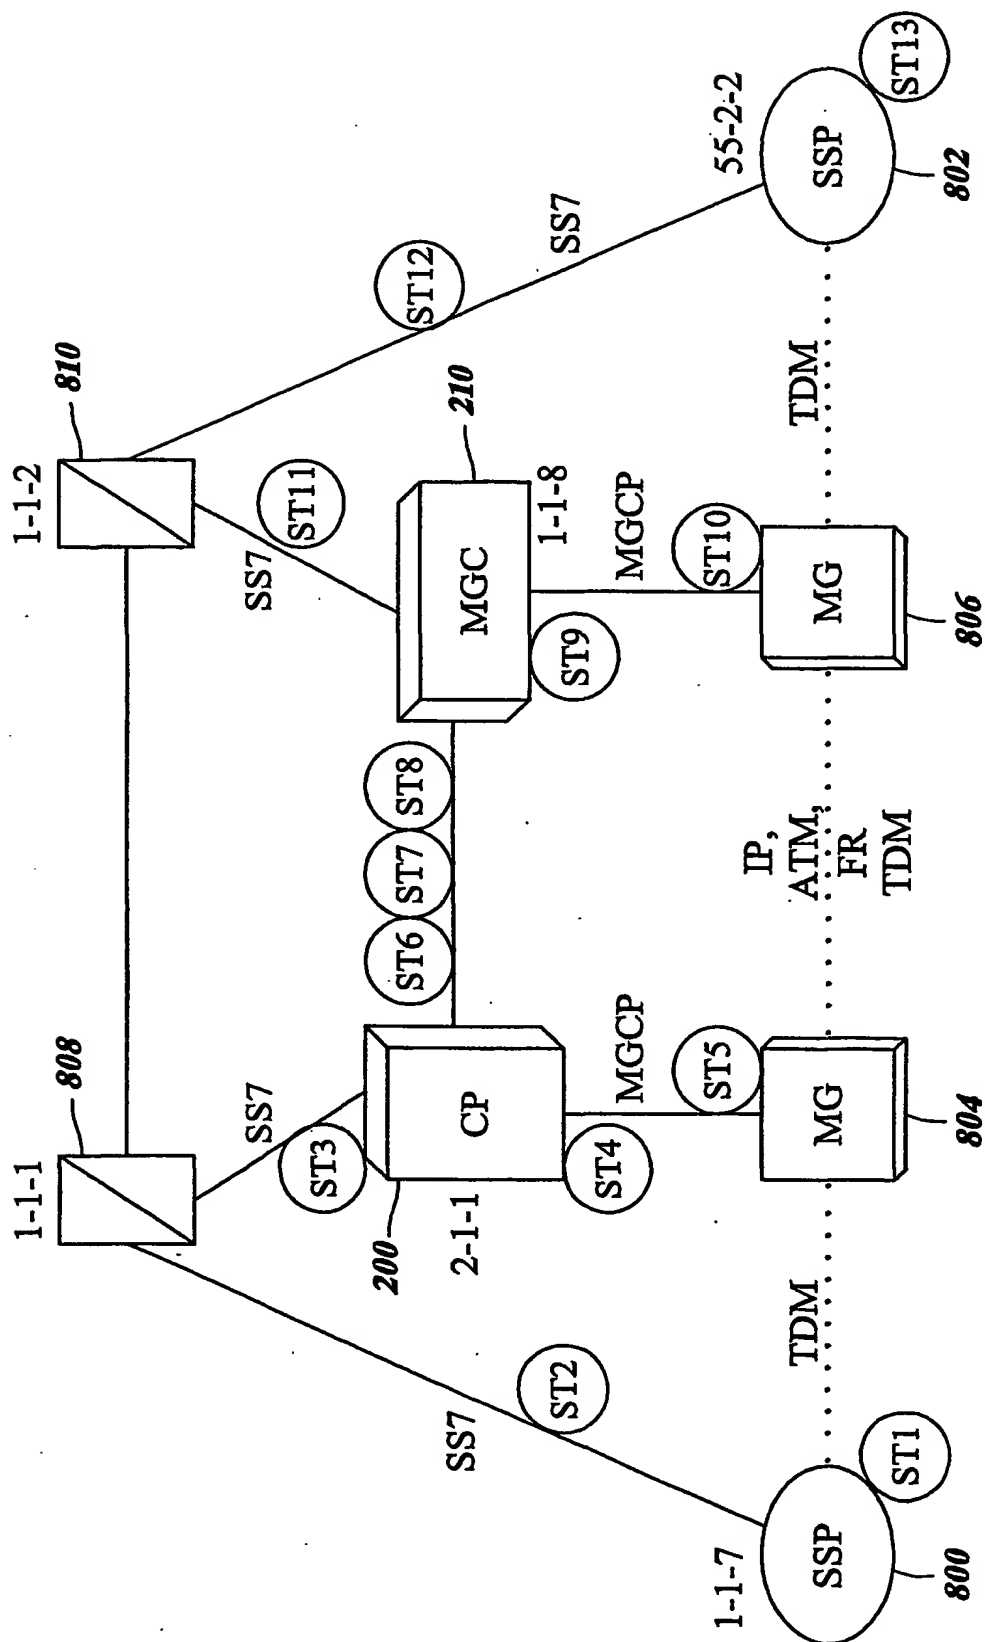 1-1-1
808
1-1-2
810
SS7
ST3
SS7
ST11
SS7
ST2
200
CP
2-1-1
ST4
ST6
ST7
ST8
MGC
210
1-1-8
ST9
ST12
SS7
MGCP
ST5
MGCP
ST10
1-1-7
SSP
800
ST1
TDM
MG
804
IP,
ATM,
FR
TDM
MG
806
TDM
55-2-2
SSP
802
ST13